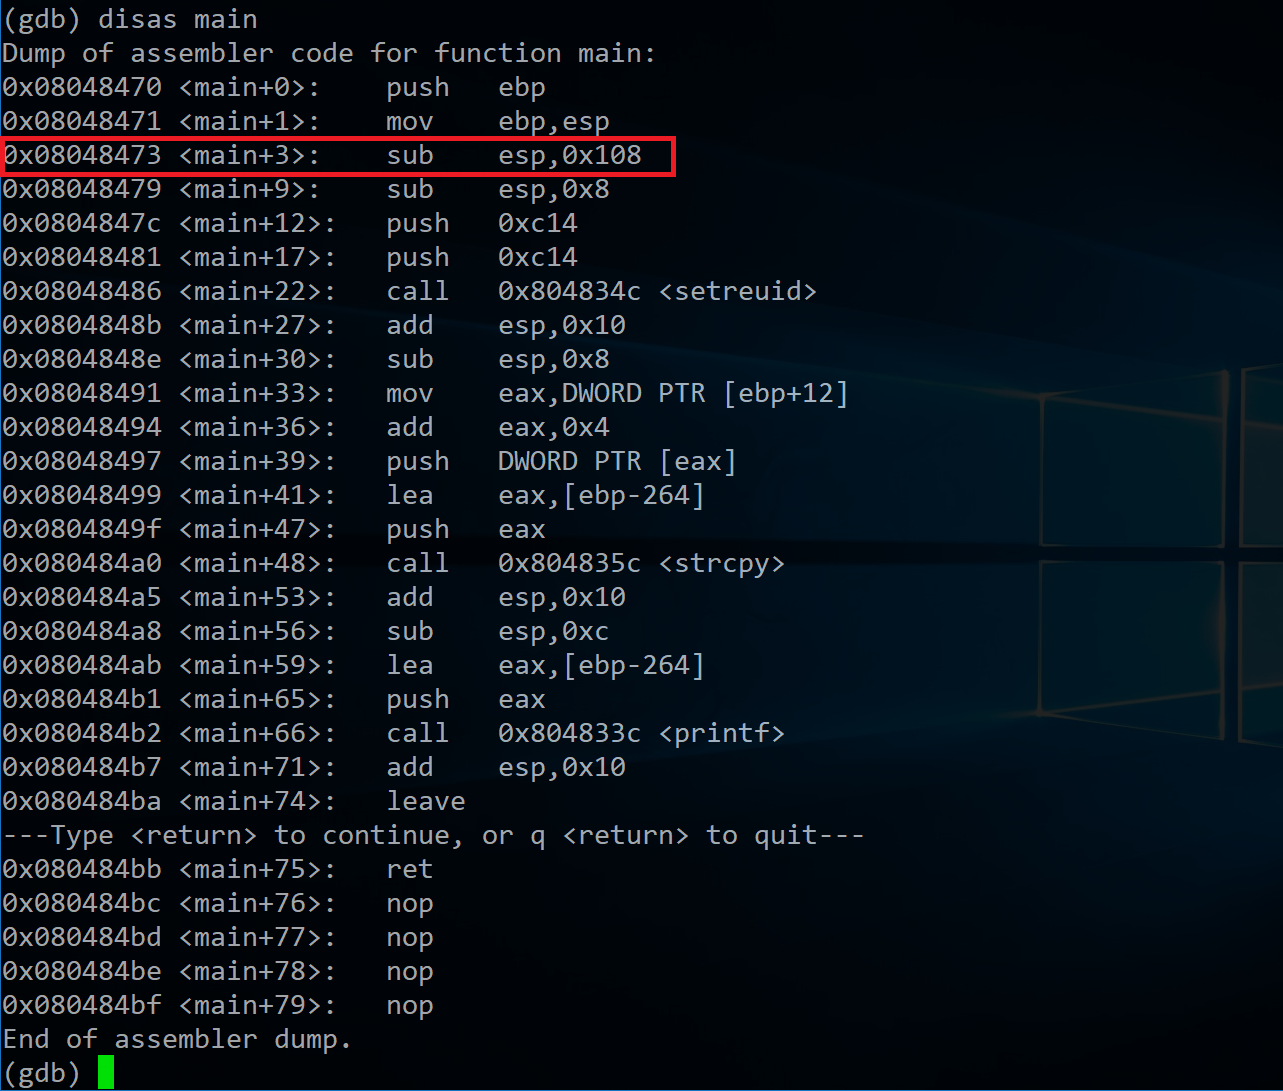 (gdb) disas main
Dump of assembler code for function main:
0x08048470 <main+0>:    push   ebp
0x08048471 <main+1>:    mov    ebp,esp
0x08048473 <main+3>:    sub    esp,0x108
0x08048479 <main+9>:    sub    esp,0x8
0x0804847c <main+12>:   push   0xc14
0x08048481 <main+17>:   push   0xc14
0x08048486 <main+22>:   call   0x804834c <setreuid>
0x0804848b <main+27>:   add    esp,0x10
0x0804848e <main+30>:   sub    esp,0x8
0x08048491 <main+33>:   mov    eax,DWORD PTR [ebp+12]
0x08048494 <main+36>:   add    eax,0x4
0x08048497 <main+39>:   push   DWORD PTR [eax]
0x08048499 <main+41>:   lea    eax,[ebp-264]
0x0804849f <main+47>:   push   eax
0x080484a0 <main+48>:   call   0x804835c <strcpy>
0x080484a5 <main+53>:   add    esp,0x10
0x080484a8 <main+56>:   sub    esp,0xc
0x080484ab <main+59>:   lea    eax,[ebp-264]
0x080484b1 <main+65>:   push   eax
0x080484b2 <main+66>:   call   0x804833c <printf>
0x080484b7 <main+71>:   add    esp,0x10
0x080484ba <main+74>:   leave
---Type <return> to continue, or q <return> to quit---
0x080484bb <main+75>:   ret
0x080484bc <main+76>:   nop
0x080484bd <main+77>:   nop
0x080484be <main+78>:   nop
0x080484bf <main+79>:   nop
End of assembler dump.
(gdb)